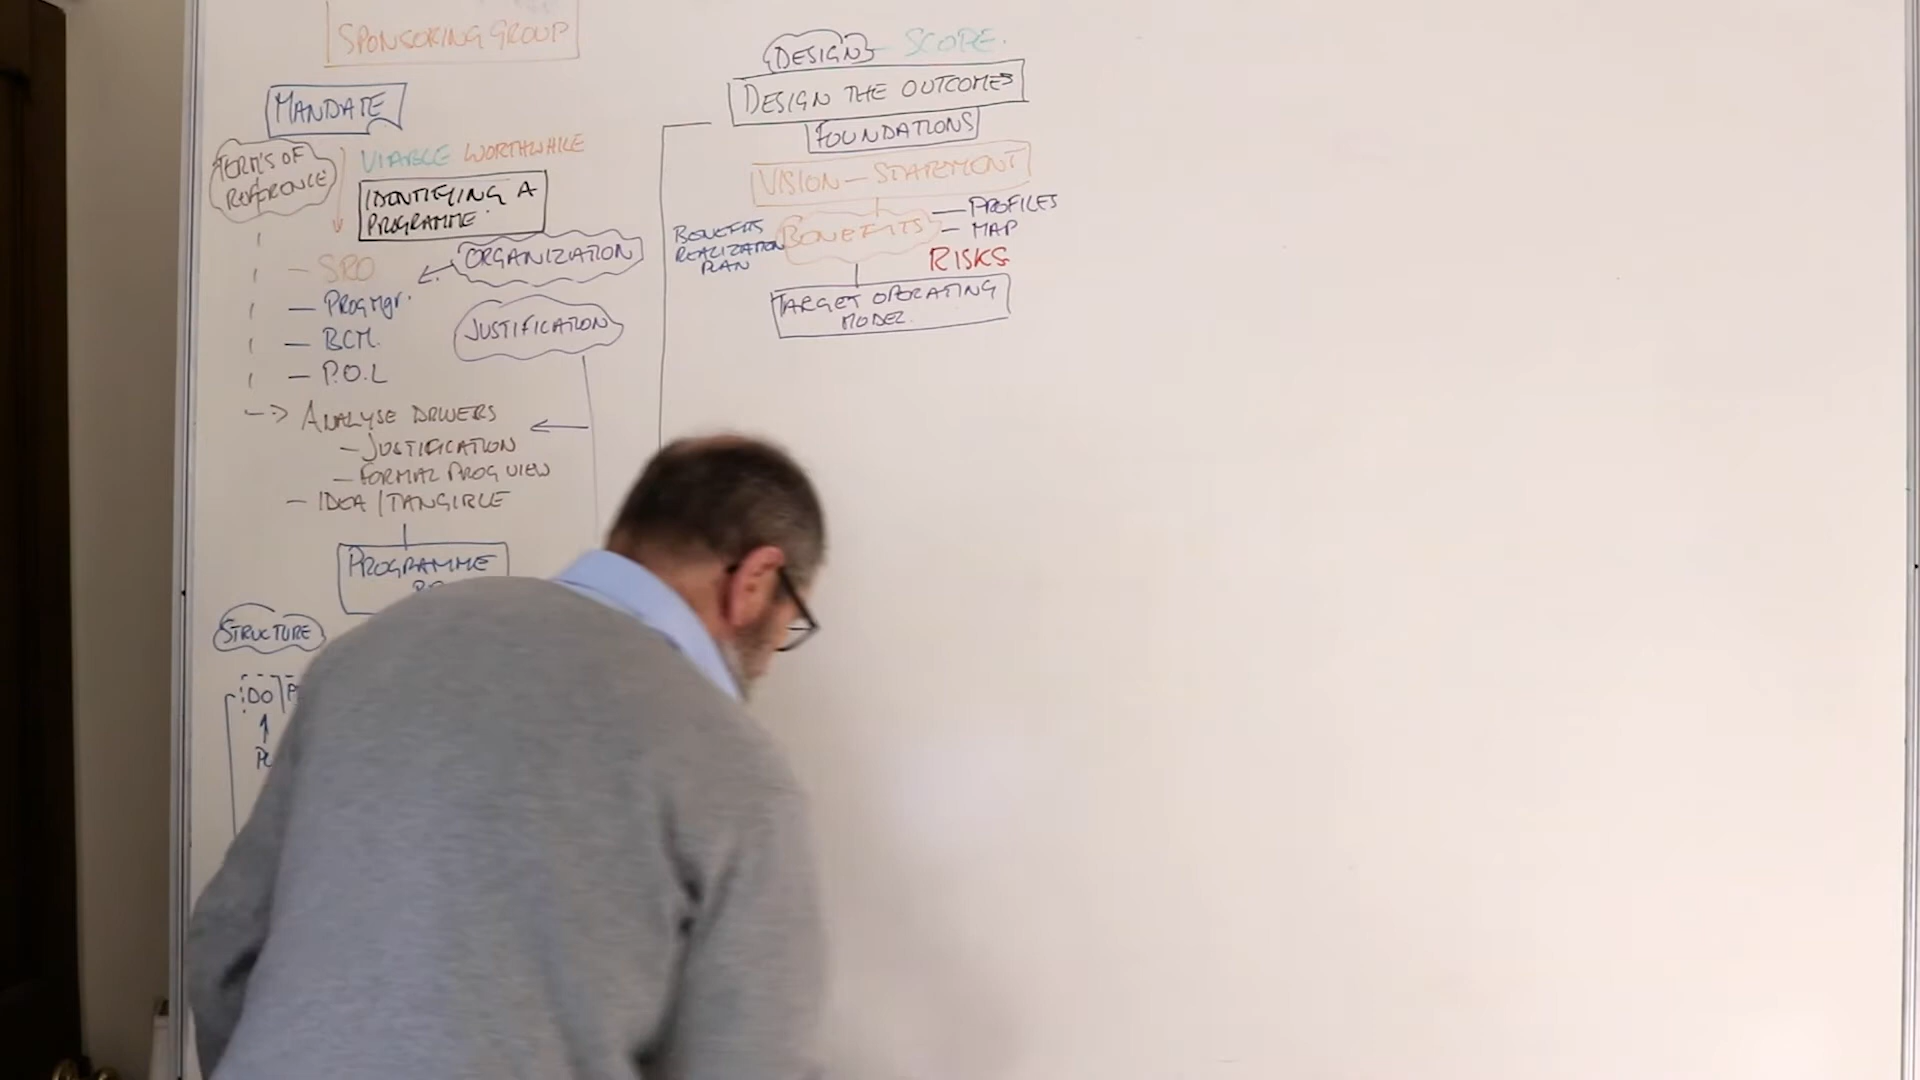 SPONSORING GROUP
MANDATE
TERM'S OF
REFERENCE
VIABLE WORTHWHILE
IDENTIFYING A
PROGRAMME.
ORGANIZATION
— SRO
— PROG Mgr.
— BCM.
— P.O.L
JUSTIFICATION
ANALYSE DRIVERS
— JUSTIFICATION
— FORMAL PROG VIEW
— IDEA / TANGIBLE
PROGRAMME
STRUCTURE
DO
DESIGN — SCOPE.
DESIGN THE OUTCOMES
FOUNDATIONS
VISION — STATEMENT
BENEFITS
REALIZATION
PLAN
BENEFITS
— PROFILES
— MAP
RISKS
TARGET OPERATING
MODEL.